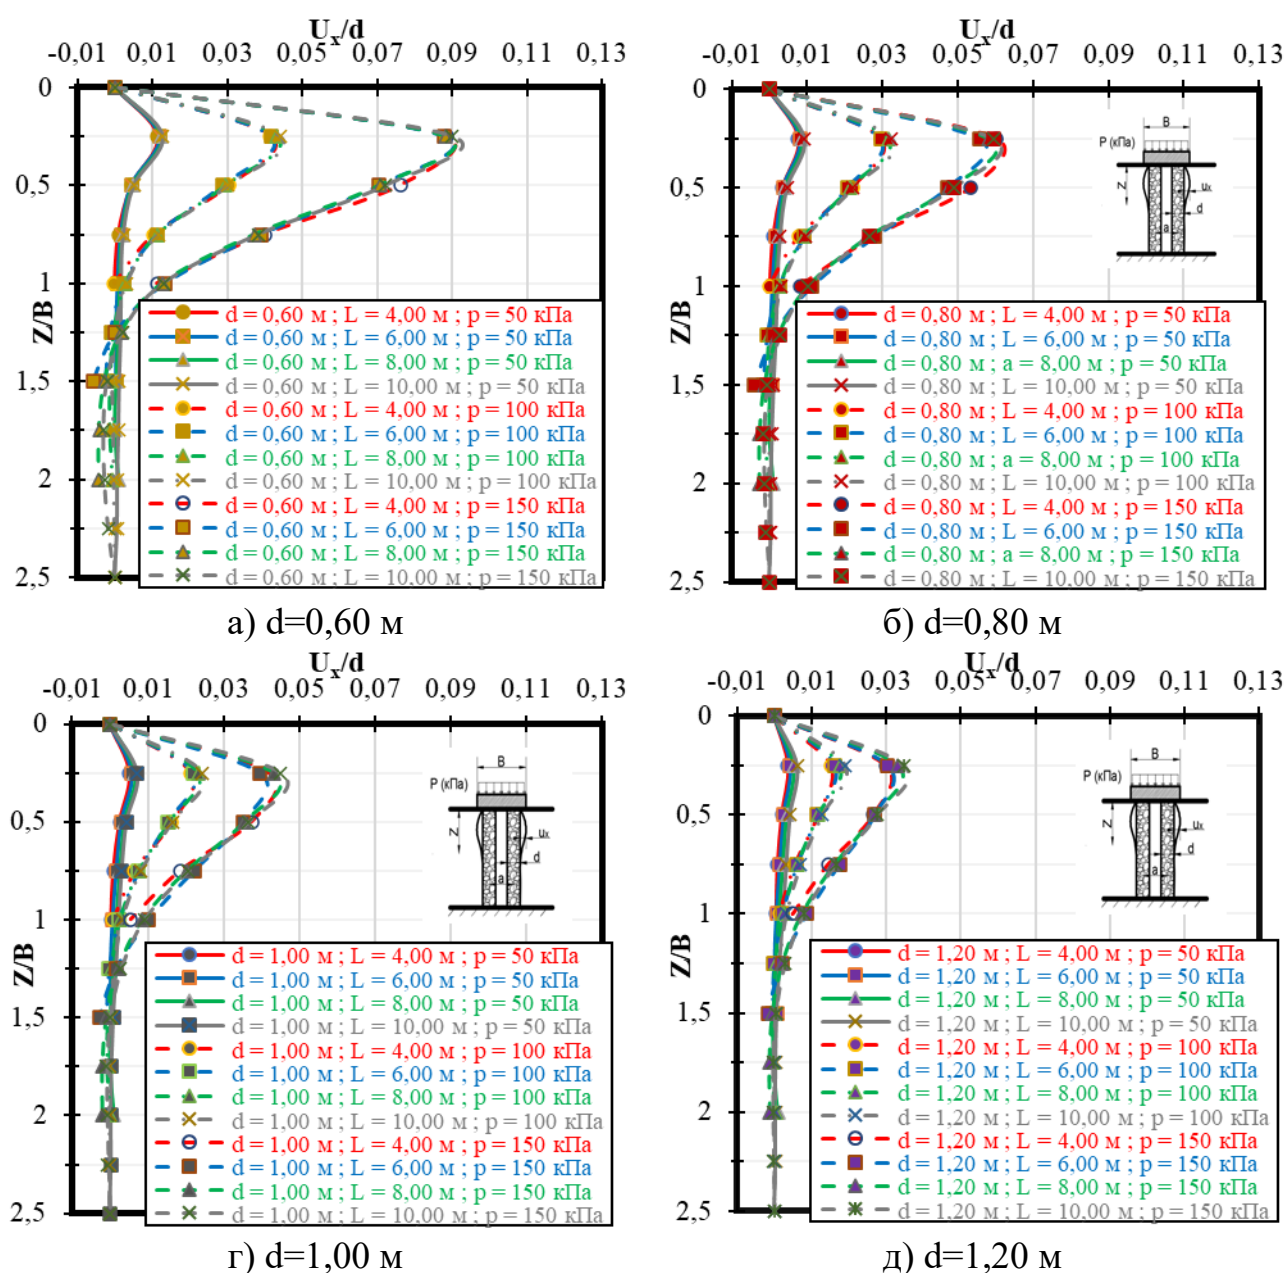 Uₓ/d
-0,01 0,01 0,03 0,05 0,07 0,09 0,11 0,13
0
0,5
1
1,5
2
2,5
Z/B
d = 0,60 м ; L = 4,00 м ; p = 50 кПа
d = 0,60 м ; L = 6,00 м ; p = 50 кПа
d = 0,60 м ; L = 8,00 м ; p = 50 кПа
d = 0,60 м ; L = 10,00 м ; p = 50 кПа
d = 0,60 м ; L = 4,00 м ; p = 100 кПа
d = 0,60 м ; L = 6,00 м ; p = 100 кПа
d = 0,60 м ; L = 8,00 м ; p = 100 кПа
d = 0,60 м ; L = 10,00 м ; p = 100 кПа
d = 0,60 м ; L = 4,00 м ; p = 150 кПа
d = 0,60 м ; L = 6,00 м ; p = 150 кПа
d = 0,60 м ; L = 8,00 м ; p = 150 кПа
d = 0,60 м ; L = 10,00 м ; p = 150 кПа
а) d=0,60 м
Uₓ/d
-0,01 0,01 0,03 0,05 0,07 0,09 0,11 0,13
0
0,5
1
1,5
2
2,5
Z/B
B
P (кПа)
Z
uₓ
d
a
d = 0,80 м ; L = 4,00 м ; p = 50 кПа
d = 0,80 м ; L = 6,00 м ; p = 50 кПа
d = 0,80 м ; a = 8,00 м ; p = 50 кПа
d = 0,80 м ; L = 10,00 м ; p = 50 кПа
d = 0,80 м ; L = 4,00 м ; p = 100 кПа
d = 0,80 м ; L = 6,00 м ; p = 100 кПа
d = 0,80 м ; a = 8,00 м ; p = 100 кПа
d = 0,80 м ; L = 10,00 м ; p = 100 кПа
d = 0,80 м ; L = 4,00 м ; p = 150 кПа
d = 0,80 м ; L = 6,00 м ; p = 150 кПа
d = 0,80 м ; a = 8,00 м ; p = 150 кПа
d = 0,80 м ; L = 10,00 м ; p = 150 кПа
б) d=0,80 м
Uₓ/d
-0,01 0,01 0,03 0,05 0,07 0,09 0,11 0,13
0
0,5
1
1,5
2
2,5
Z/B
B
P (кПа)
Z
uₓ
d
a
d = 1,00 м ; L = 4,00 м ; p = 50 кПа
d = 1,00 м ; L = 6,00 м ; p = 50 кПа
d = 1,00 м ; L = 8,00 м ; p = 50 кПа
d = 1,00 м ; L = 10,00 м ; p = 50 кПа
d = 1,00 м ; L = 4,00 м ; p = 100 кПа
d = 1,00 м ; L = 6,00 м ; p = 100 кПа
d = 1,00 м ; L = 8,00 м ; p = 100 кПа
d = 1,00 м ; L = 10,00 м ; p = 100 кПа
d = 1,00 м ; L = 4,00 м ; p = 150 кПа
d = 1,00 м ; L = 6,00 м ; p = 150 кПа
d = 1,00 м ; L = 8,00 м ; p = 150 кПа
d = 1,00 м ; L = 10,00 м ; p = 150 кПа
г) d=1,00 м
Uₓ/d
-0,01 0,01 0,03 0,05 0,07 0,09 0,11 0,13
0
0,5
1
1,5
2
2,5
Z/B
B
P (кПа)
Z
uₓ
d
a
d = 1,20 м ; L = 4,00 м ; p = 50 кПа
d = 1,20 м ; L = 6,00 м ; p = 50 кПа
d = 1,20 м ; L = 8,00 м ; p = 50 кПа
d = 1,20 м ; L = 10,00 м ; p = 50 кПа
d = 1,20 м ; L = 4,00 м ; p = 100 кПа
d = 1,20 м ; L = 6,00 м ; p = 100 кПа
d = 1,20 м ; L = 8,00 м ; p = 100 кПа
d = 1,20 м ; L = 10,00 м ; p = 100 кПа
d = 1,20 м ; L = 4,00 м ; p = 150 кПа
d = 1,20 м ; L = 6,00 м ; p = 150 кПа
d = 1,20 м ; L = 8,00 м ; p = 150 кПа
d = 1,20 м ; L = 10,00 м ; p = 150 кПа
д) d=1,20 м